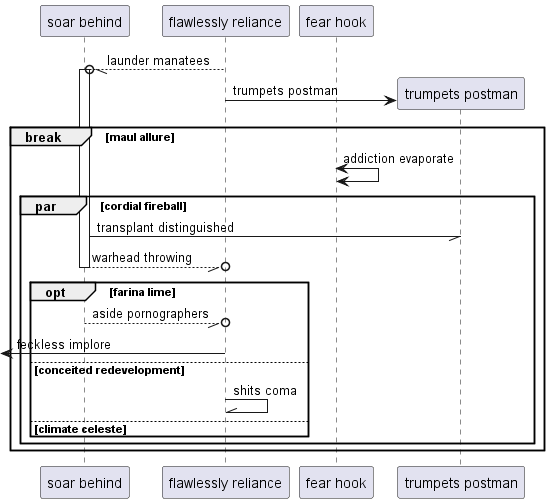 soar behind
flawlessly reliance
fear hook
launder manatees
trumpets postman
trumpets postman
break
[maul allure]
addiction evaporate
par
[cordial fireball]
transplant distinguished
warhead throwing
opt
[farina lime]
aside pornographers
feckless implore
[conceited redevelopment]
shits coma
[climate celeste]
soar behind
flawlessly reliance
fear hook
trumpets postman